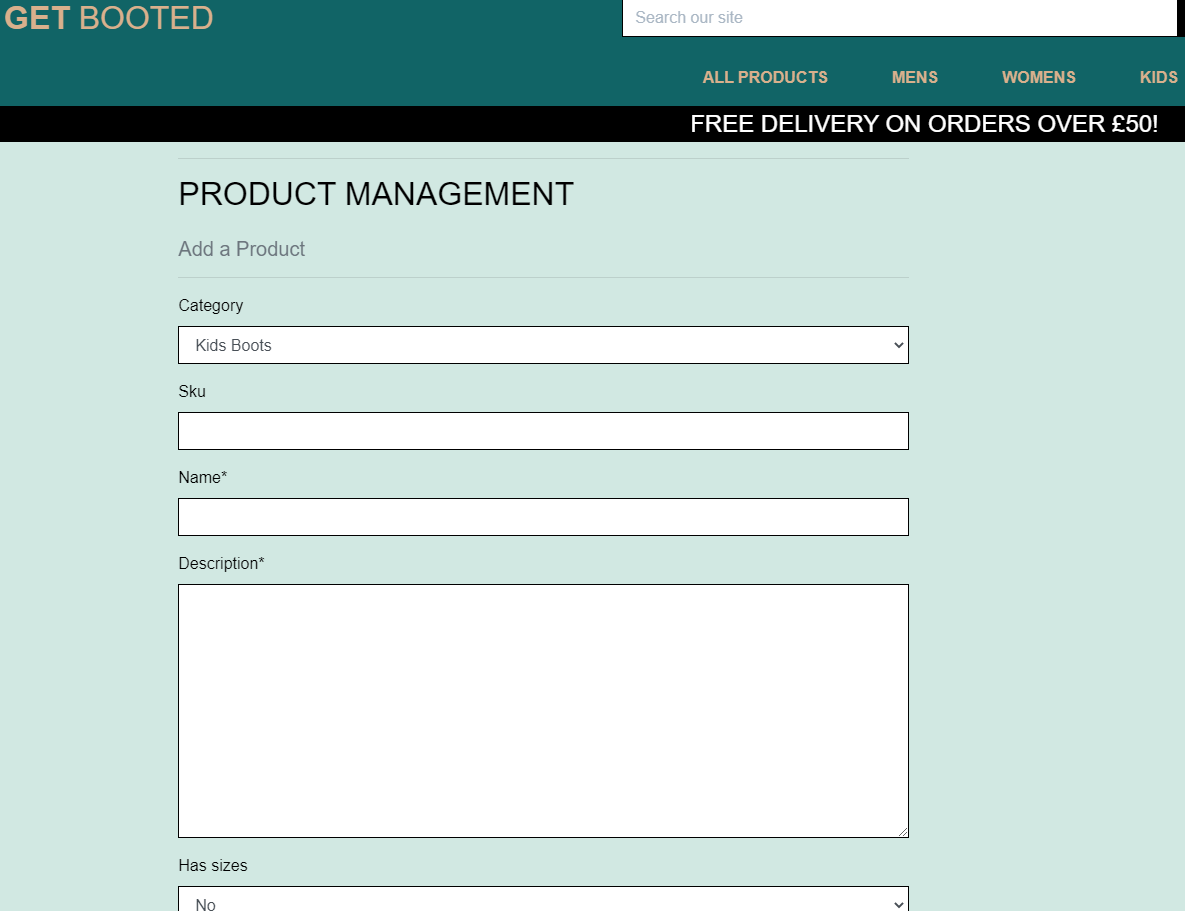 GET BOOTED
Search our site
ALL PRODUCTS MENS WOMENS KIDS
FREE DELIVERY ON ORDERS OVER £50!
PRODUCT MANAGEMENT
Add a Product
Category
Kids Boots
Sku
Name*
Description*
Has sizes
No